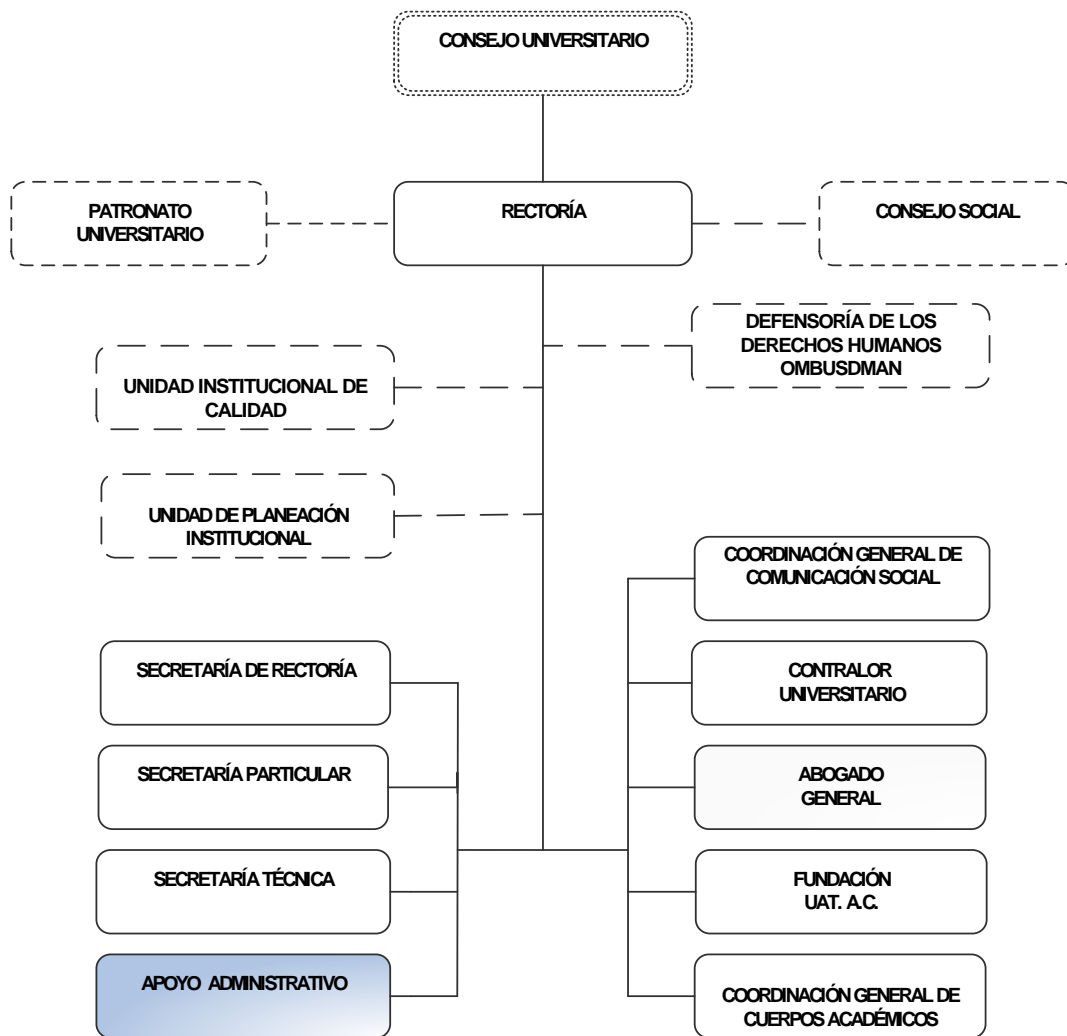 CONSEJO UNIVERSITARIO
PATRONATO
UNIVERSITARIO
RECTORÍA
CONSEJO SOCIAL
DEFENSORÍA DE LOS
DERECHOS HUMANOS
OMBUSDMAN
UNIDAD INSTITUCIONAL DE
CALIDAD
UNIDAD DE PLANEACIÓN
INSTITUCIONAL
COORDINACIÓN GENERAL DE
COMUNICACIÓN SOCIAL
SECRETARÍA DE RECTORÍA
CONTRALOR
UNIVERSITARIO
SECRETARÍA PARTICULAR
ABOGADO
GENERAL
SECRETARÍA TÉCNICA
FUNDACIÓN
UAT. A.C.
APOYO ADMINISTRATIVO
COORDINACIÓN GENERAL DE
CUERPOS ACADÉMICOS